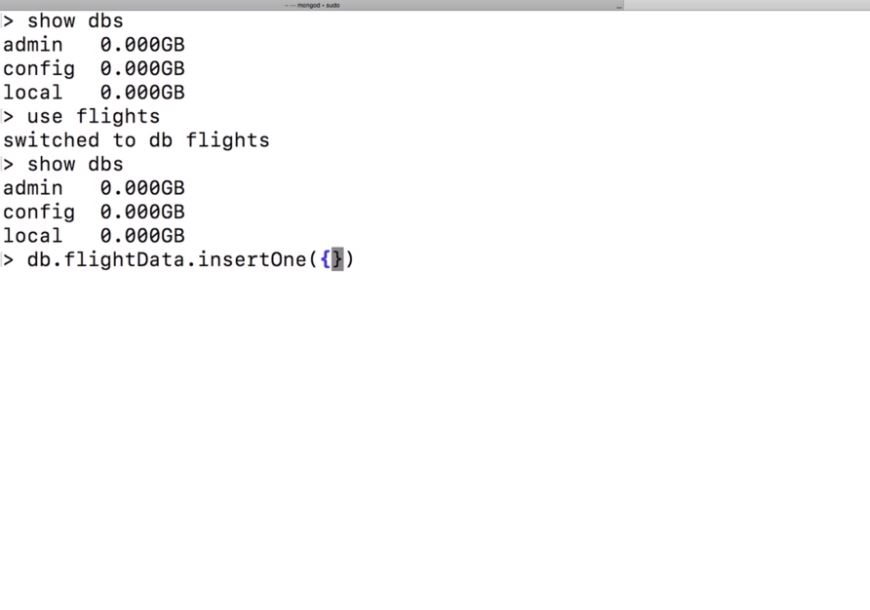 — mongod • sudo
> show dbs
admin   0.000GB
config  0.000GB
local   0.000GB
> use flights
switched to db flights
> show dbs
admin   0.000GB
config  0.000GB
local   0.000GB
> db.flightData.insertOne({})